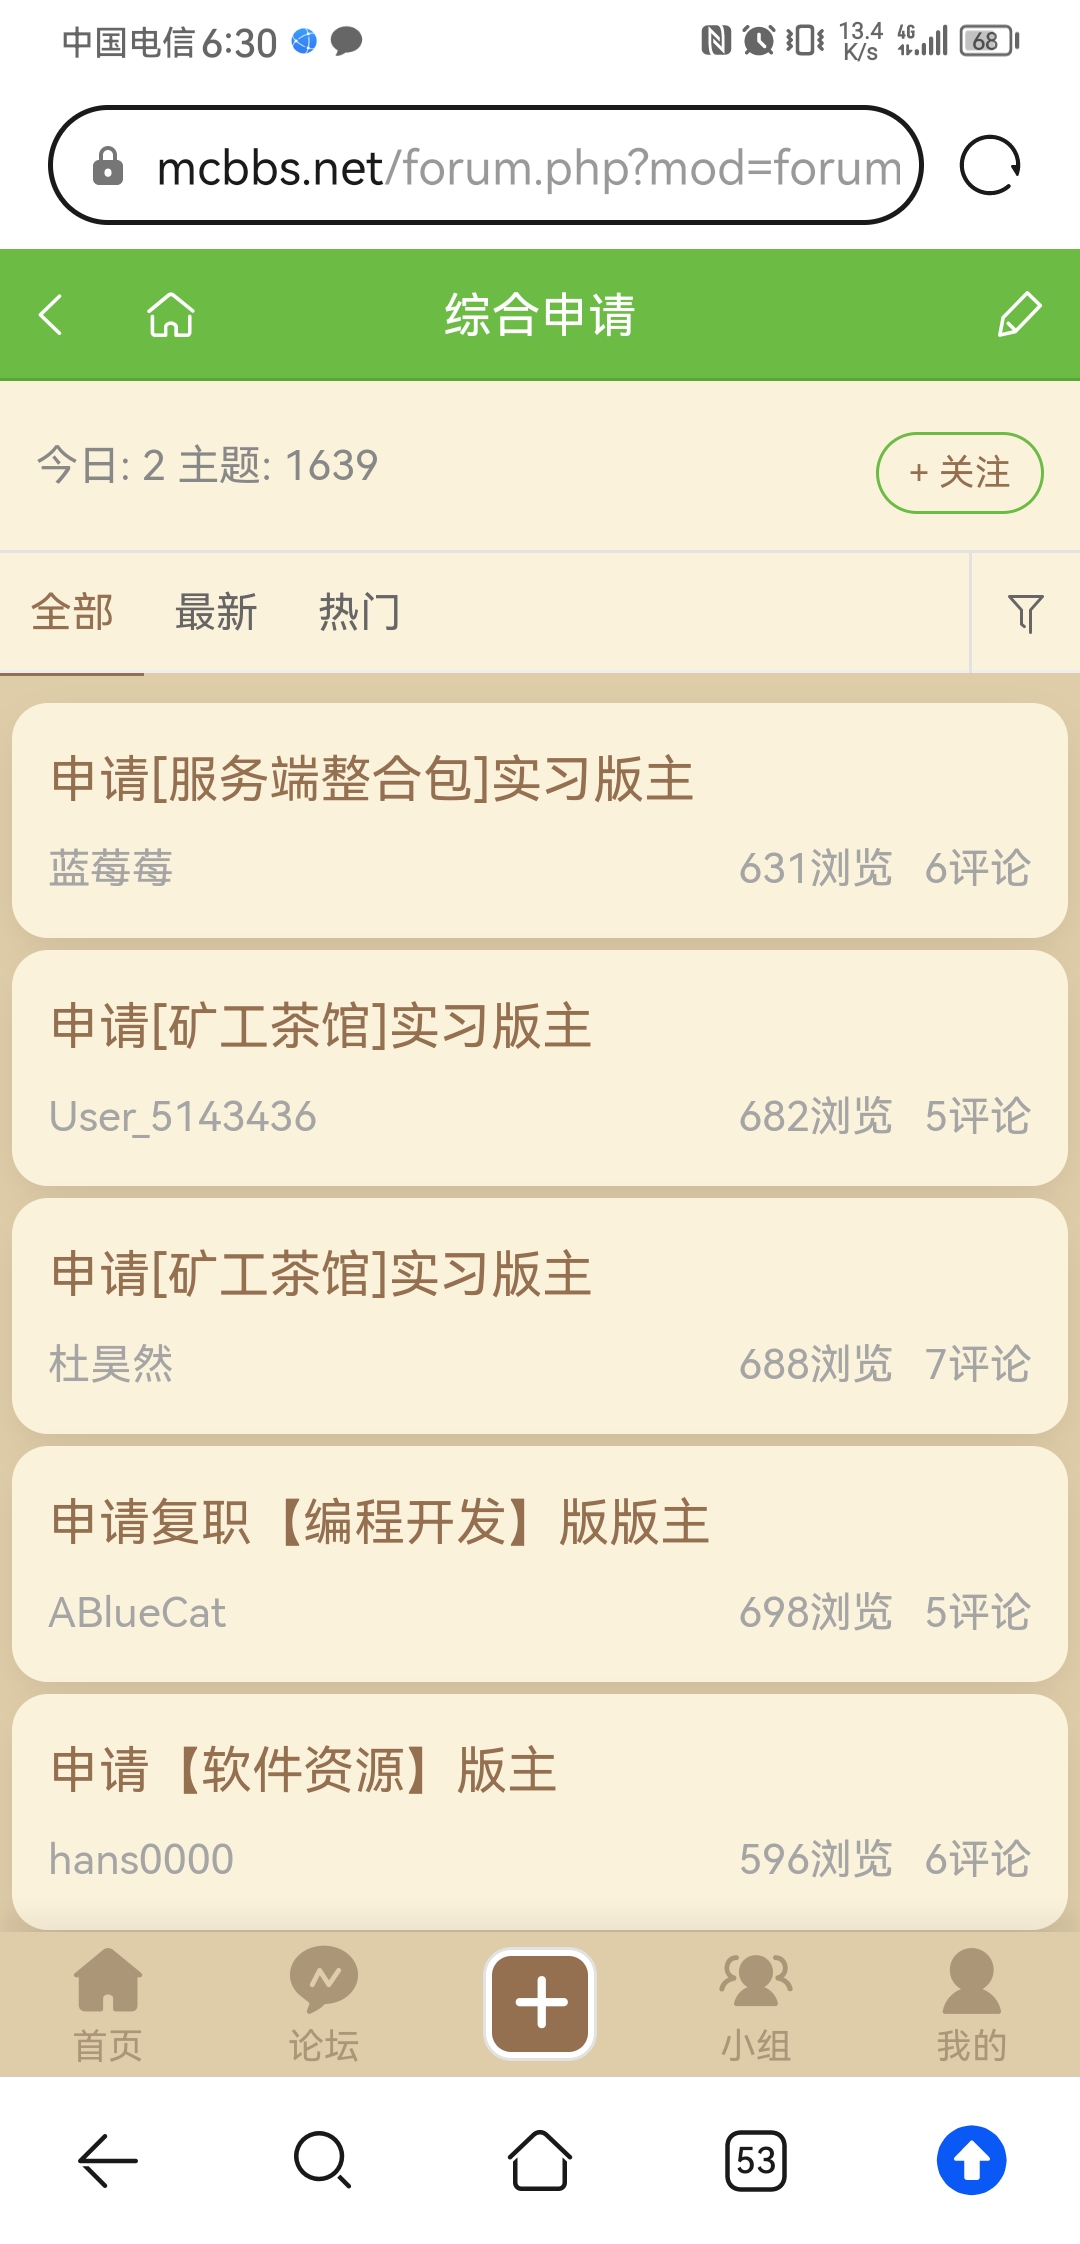 中国电信 6:30 13.4 K/s 4G 68
mcbbs.net/forum.php?mod=forum
综合申请
今日: 2 主题: 1639
+ 关注
全部 最新 热门
申请[服务端整合包]实习版主
蓝莓莓 631浏览 6评论
申请[矿工茶馆]实习版主
User_5143436 682浏览 5评论
申请[矿工茶馆]实习版主
杜昊然 688浏览 7评论
申请复职【编程开发】版版主
ABlueCat 698浏览 5评论
申请【软件资源】版主
hans0000 596浏览 6评论
首页 论坛 小组 我的
53